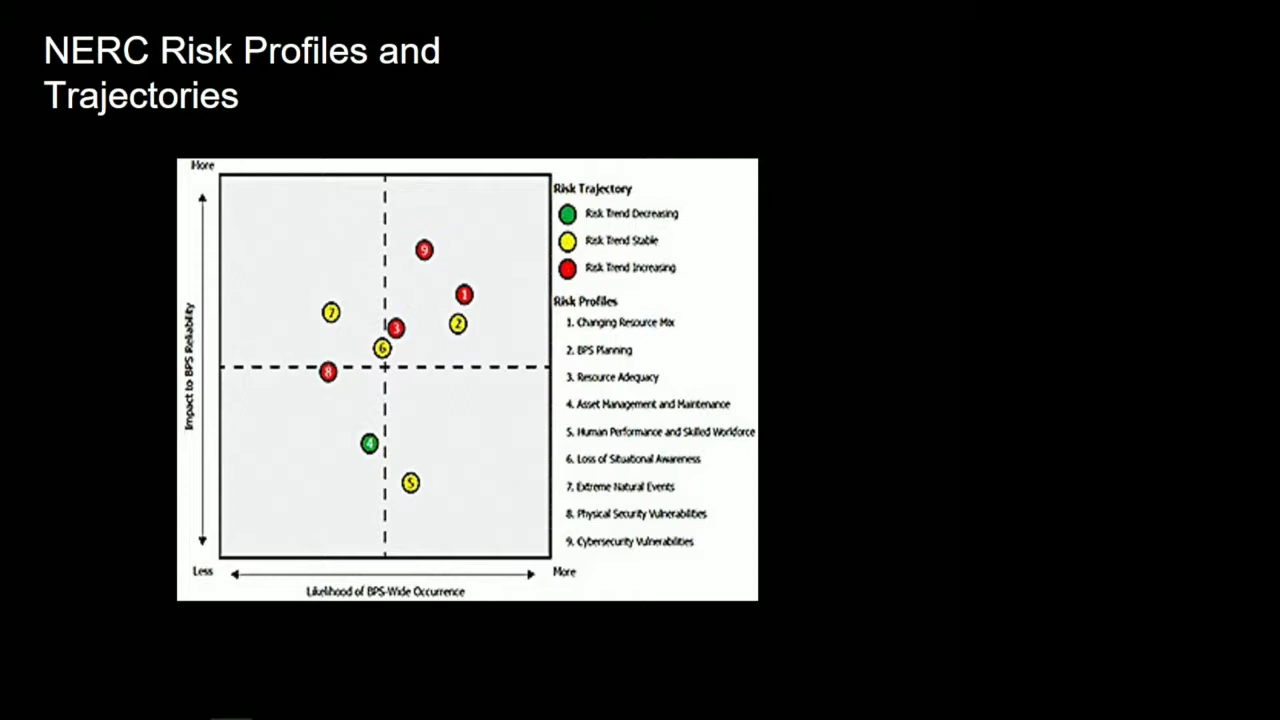 NERC Risk Profiles and
Trajectories
More
Risk Trajectory
Risk Trend Decreasing
Risk Trend Stable
Risk Trend Increasing
9
1
7
3
2
6
8
4
5
Impact to BPS Reliability
Risk Profiles
1. Changing Resource Mix
2. BPS Planning
3. Resource Adequacy
4. Asset Management and Maintenance
5. Human Performance and Skilled Workforce
6. Loss of Situational Awareness
7. Extreme Natural Events
8. Physical Security Vulnerabilities
9. Cybersecurity Vulnerabilities
Less
More
Likelihood of BPS-Wide Occurrence